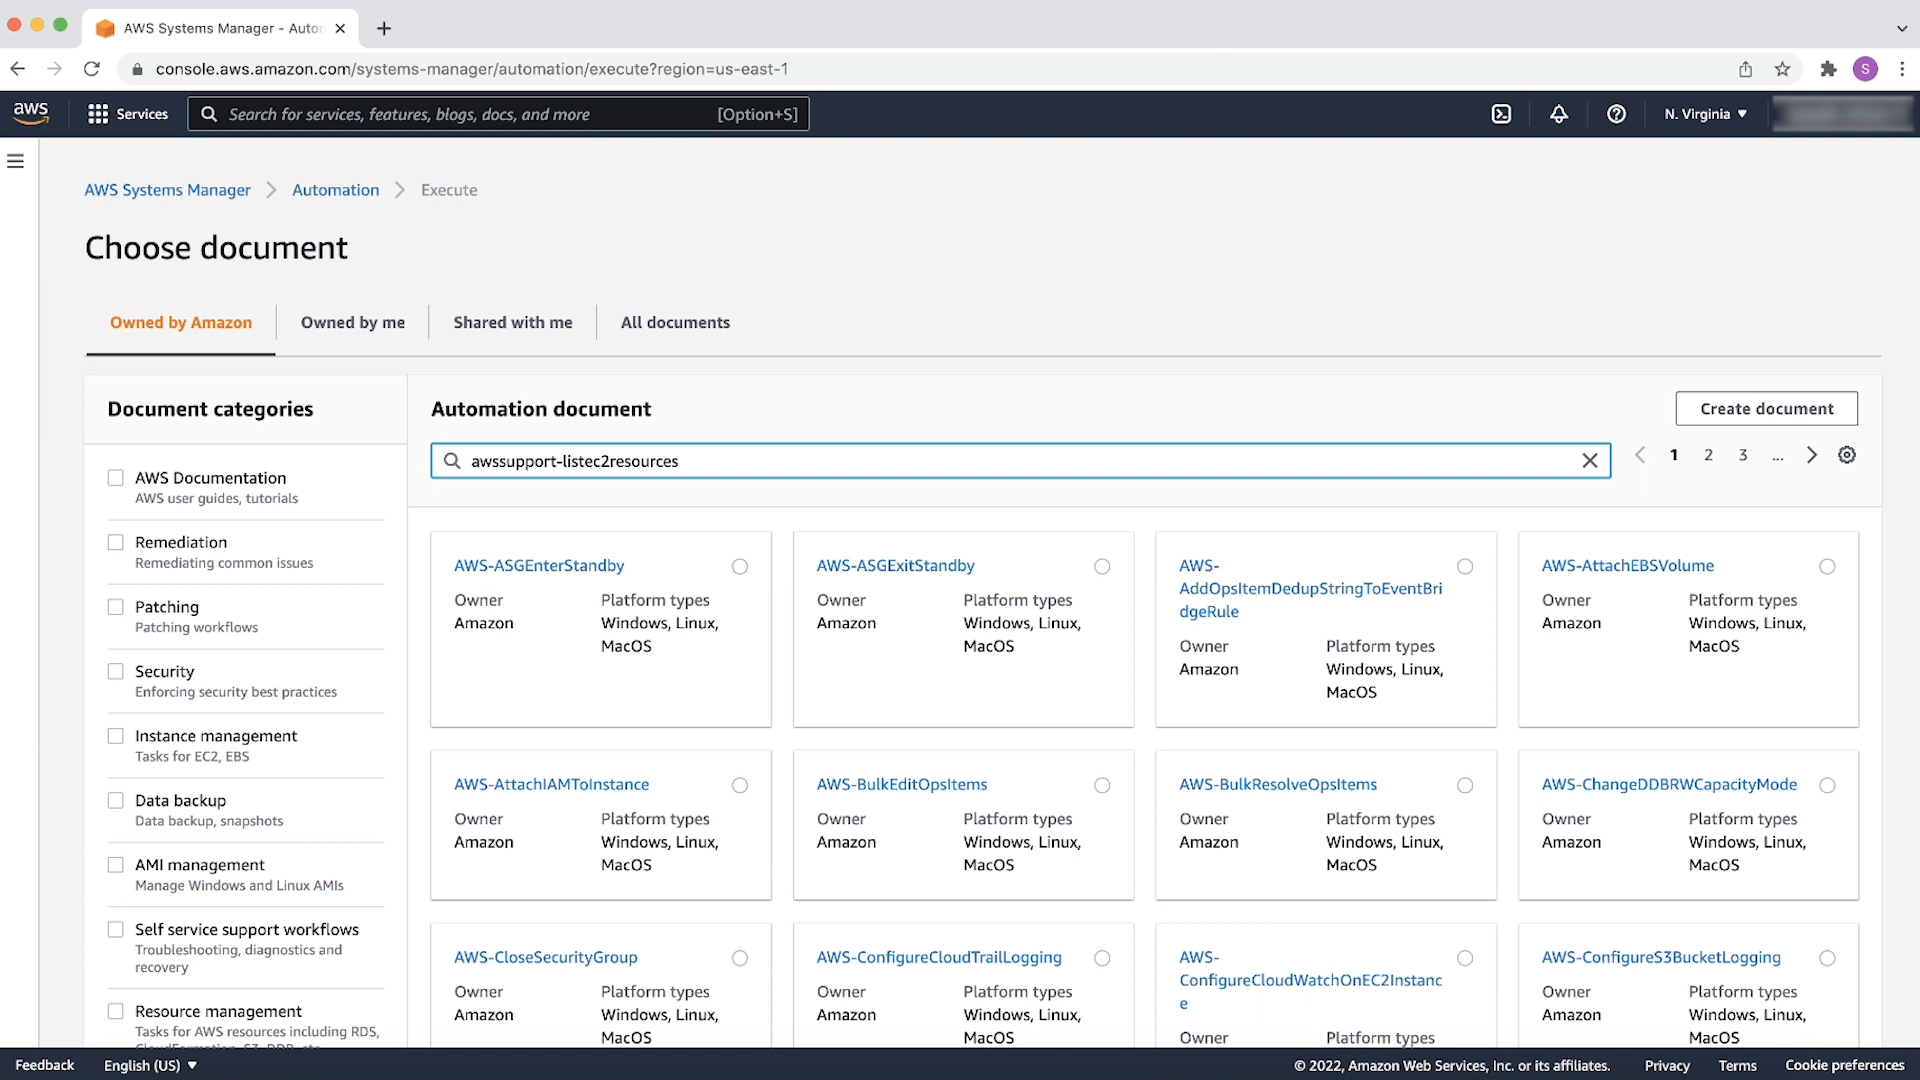 AWS Systems Manager - Auton
console.aws.amazon.com/systems-manager/automation/execute?region=us-east-1
S
aws
Services
Search for services, features, blogs, docs, and more
[Option+S]
N. Virginia
AWS Systems Manager
Automation
Execute
Choose document
Owned by Amazon
Owned by me
Shared with me
All documents
Document categories
AWS Documentation
AWS user guides, tutorials
Remediation
Remediating common issues
Patching
Patching workflows
Security
Enforcing security best practices
Instance management
Tasks for EC2, EBS
Data backup
Data backup, snapshots
AMI management
Manage Windows and Linux AMIs
Self service support workflows
Troubleshooting, diagnostics and
recovery
Resource management
Tasks for AWS resources including RDS,
CloudFormation, S3, DDB, etc.
Automation document
Create document
awssupport-listec2resources
1 2 3 ...
AWS-ASGEnterStandby
Owner
Amazon
Platform types
Windows, Linux,
MacOS
AWS-ASGExitStandby
Owner
Amazon
Platform types
Windows, Linux,
MacOS
AWS-
AddOpsItemDedupStringToEventBri
dgeRule
Owner
Amazon
Platform types
Windows, Linux,
MacOS
AWS-AttachEBSVolume
Owner
Amazon
Platform types
Windows, Linux,
MacOS
AWS-AttachIAMToInstance
Owner
Amazon
Platform types
Windows, Linux,
MacOS
AWS-BulkEditOpsItems
Owner
Amazon
Platform types
Windows, Linux,
MacOS
AWS-BulkResolveOpsItems
Owner
Amazon
Platform types
Windows, Linux,
MacOS
AWS-ChangeDDBRWCapacityMode
Owner
Amazon
Platform types
Windows, Linux,
MacOS
AWS-CloseSecurityGroup
Owner
Amazon
Platform types
Windows, Linux,
MacOS
AWS-ConfigureCloudTrailLogging
Owner
Amazon
Platform types
Windows, Linux,
MacOS
AWS-
ConfigureCloudWatchOnEC2Instanc
e
Owner
Platform types
AWS-ConfigureS3BucketLogging
Owner
Amazon
Platform types
Windows, Linux,
MacOS
Feedback
English (US)
© 2022, Amazon Web Services, Inc. or its affiliates.
Privacy
Terms
Cookie preferences